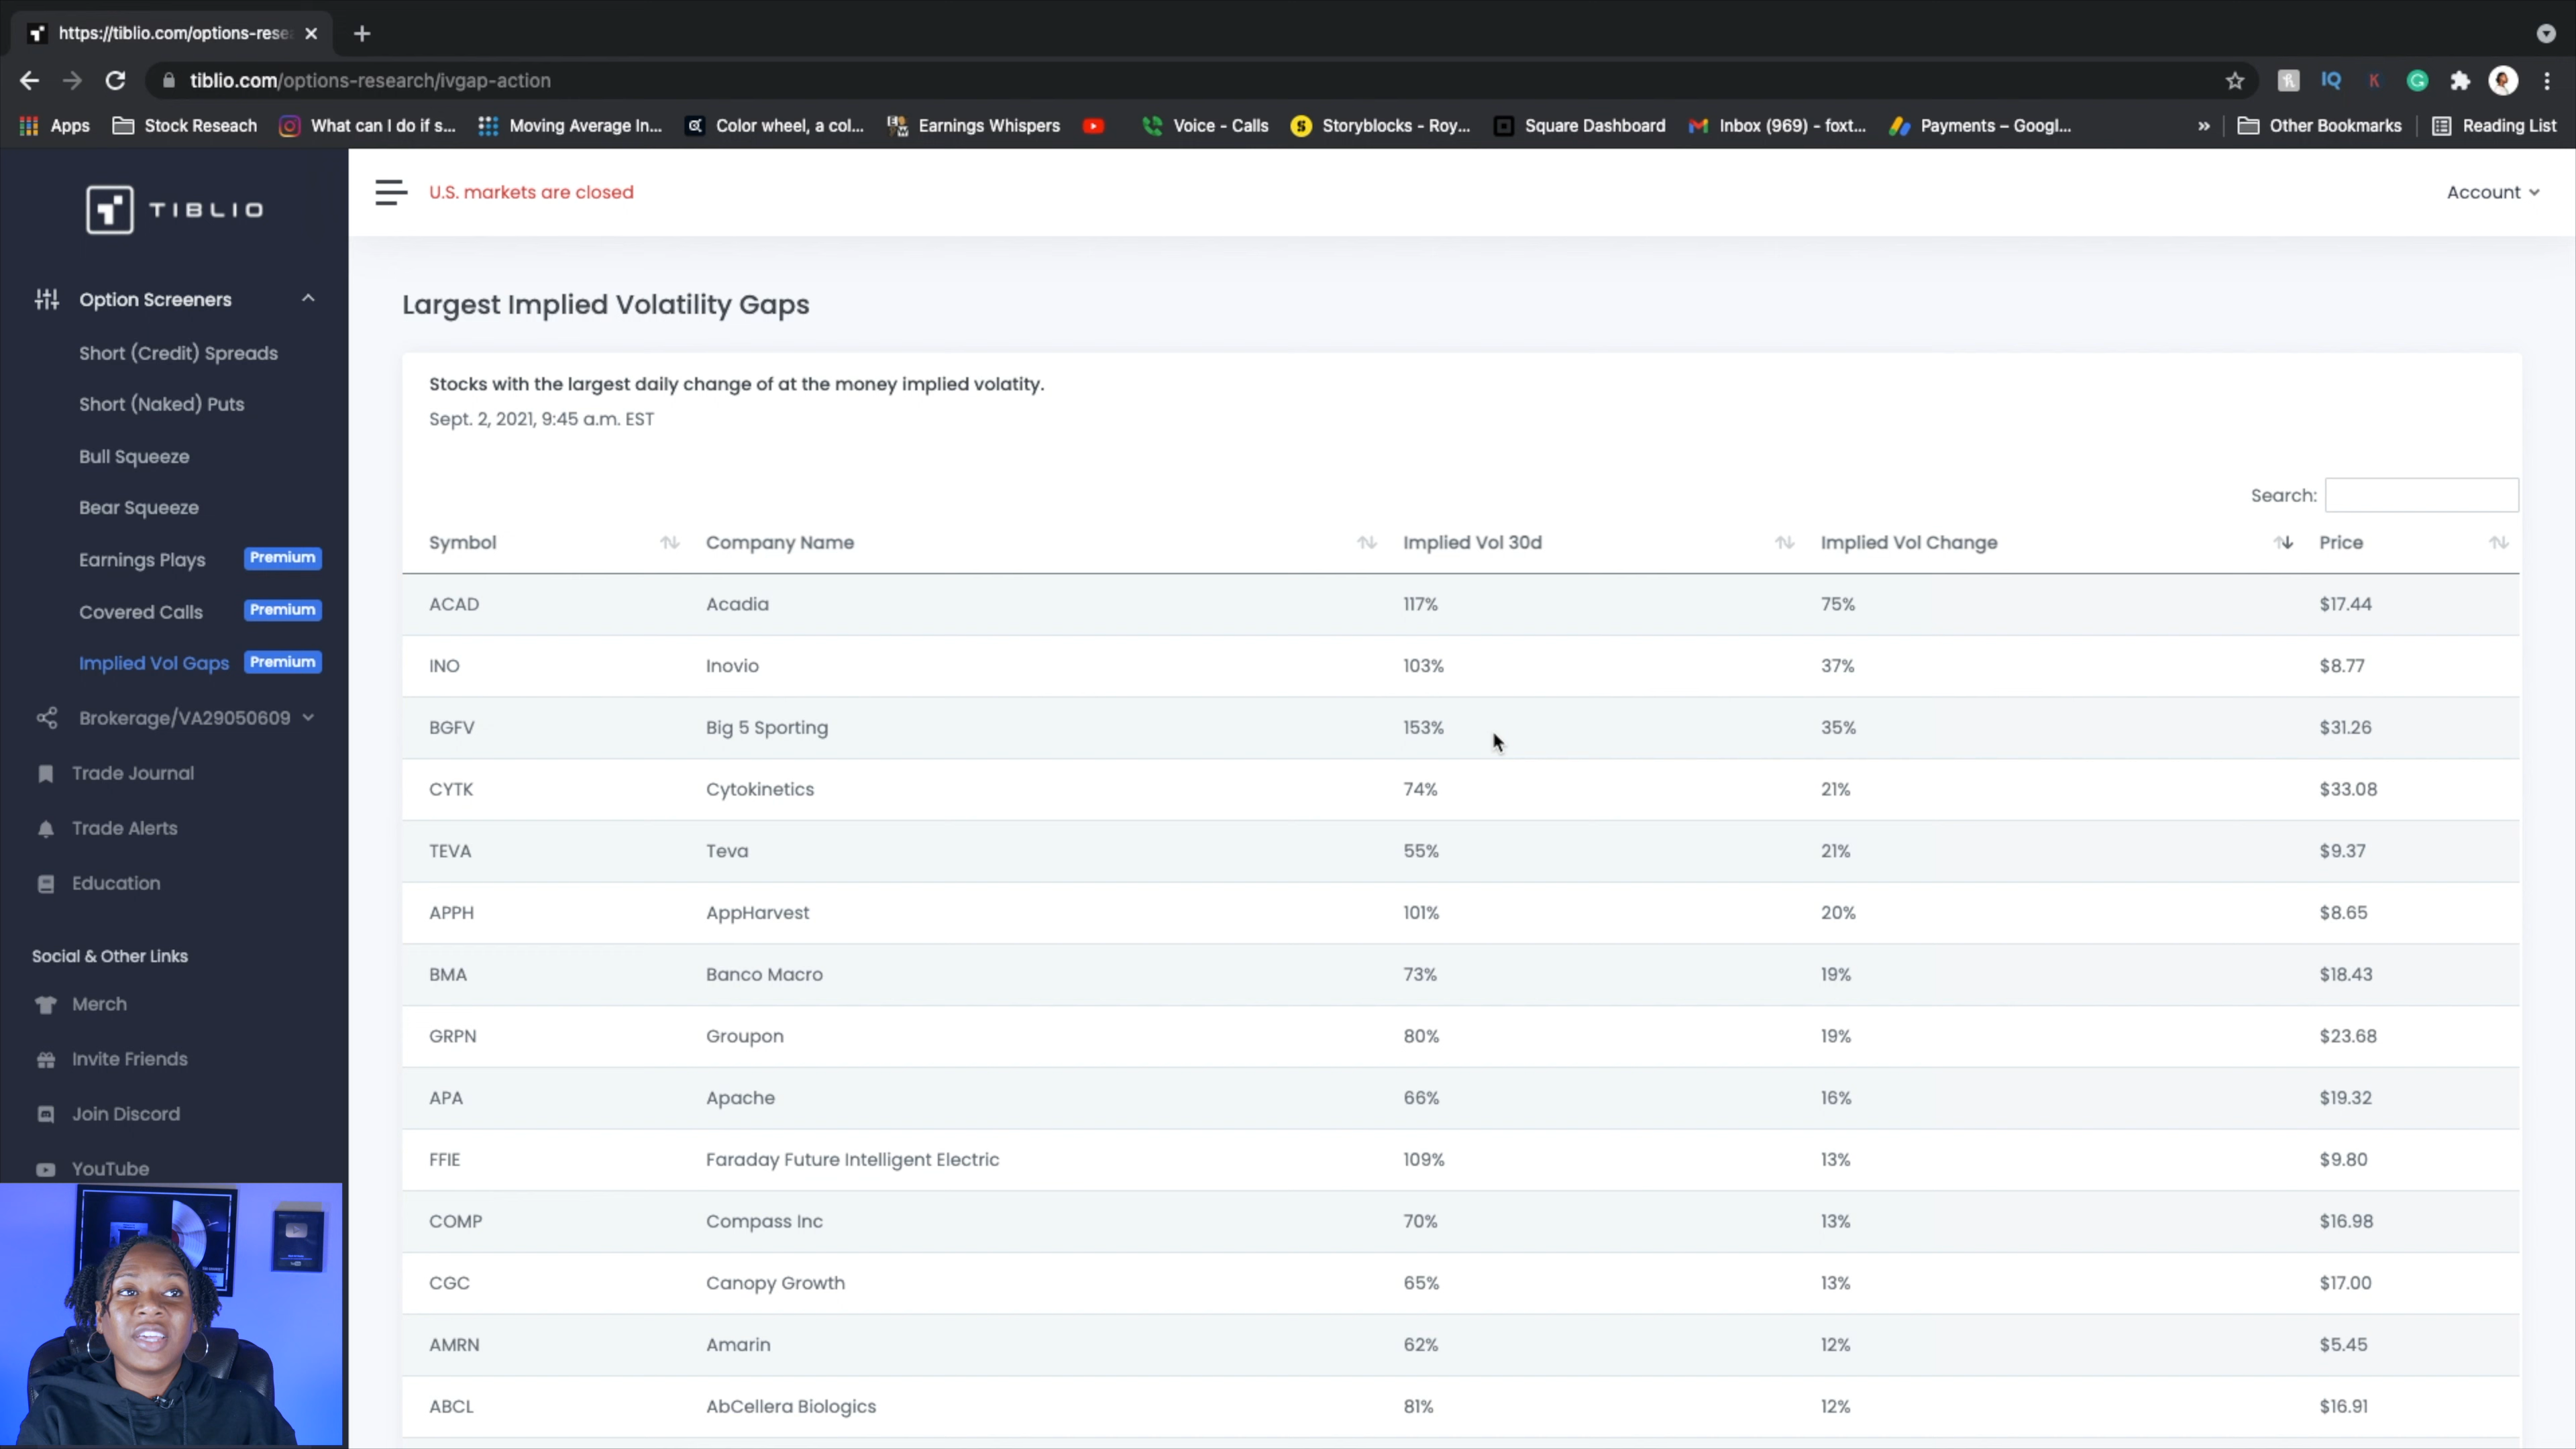 https://tiblio.com/options-rese
tiblio.com/options-research/ivgap-action
Apps
Stock Reseach
What can I do if s...
Moving Average In...
Color wheel, a col...
Earnings Whispers
Voice - Calls
Storyblocks - Roy...
Square Dashboard
Inbox (969) - foxt...
Payments – Googl...
Other Bookmarks
Reading List
TIBLIO
U.S. markets are closed
Account
Option Screeners
Short (Credit) Spreads
Short (Naked) Puts
Bull Squeeze
Bear Squeeze
Earnings Plays Premium
Covered Calls Premium
Implied Vol Gaps Premium
Brokerage/VA29050609
Trade Journal
Trade Alerts
Education
Social & Other Links
Merch
Invite Friends
Join Discord
YouTube
Largest Implied Volatility Gaps
Stocks with the largest daily change of at the money implied volatity.
Sept. 2, 2021, 9:45 a.m. EST
Search:
Symbol Company Name Implied Vol 30d Implied Vol Change Price
ACAD Acadia 117% 75% $17.44
INO Inovio 103% 37% $8.77
BGFV Big 5 Sporting 153% 35% $31.26
CYTK Cytokinetics 74% 21% $33.08
TEVA Teva 55% 21% $9.37
APPH AppHarvest 101% 20% $8.65
BMA Banco Macro 73% 19% $18.43
GRPN Groupon 80% 19% $23.68
APA Apache 66% 16% $19.32
FFIE Faraday Future Intelligent Electric 109% 13% $9.80
COMP Compass Inc 70% 13% $16.98
CGC Canopy Growth 65% 13% $17.00
AMRN Amarin 62% 12% $5.45
ABCL AbCellera Biologics 81% 12% $16.91